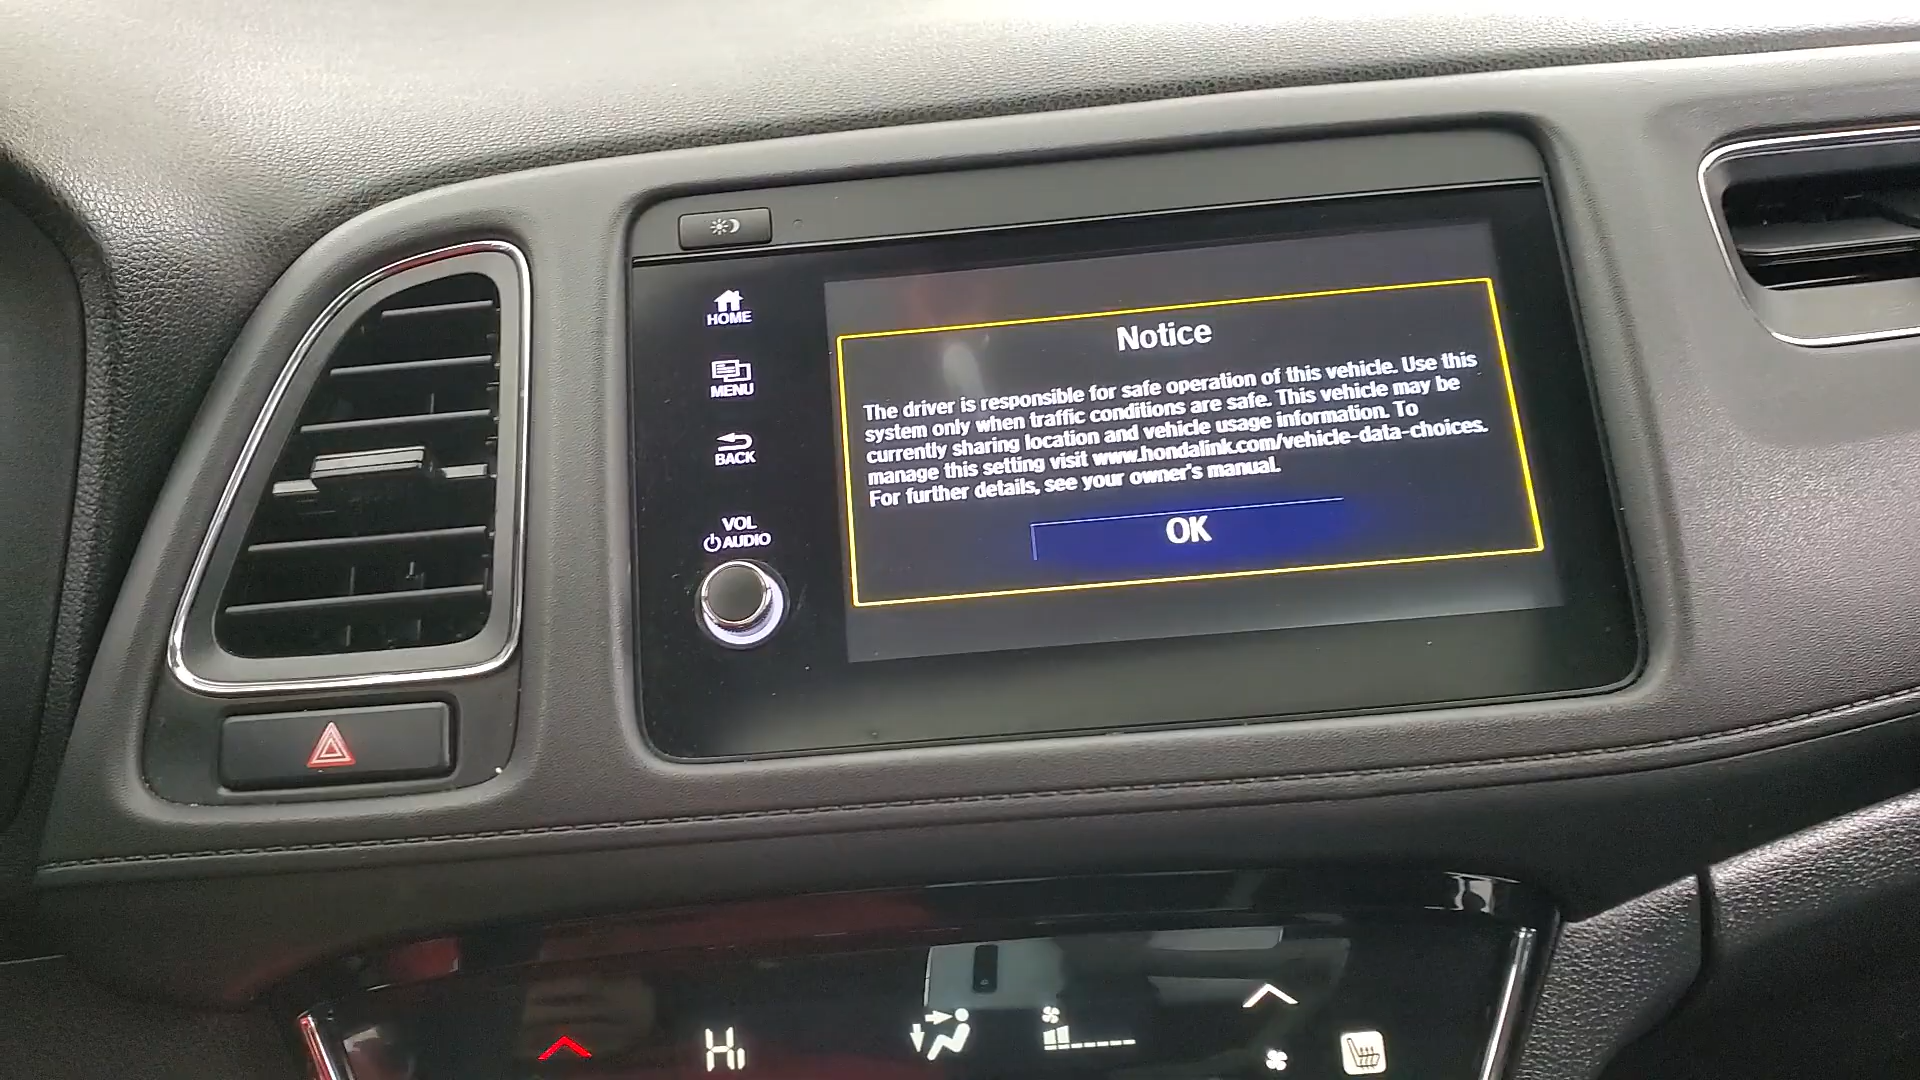 HOME
MENU
BACK
VOL
AUDIO
Notice
The driver is responsible for safe operation of this vehicle. Use this
system only when traffic conditions are safe. This vehicle may be
currently sharing location and vehicle usage information. To
manage this setting visit www.hondalink.com/vehicle-data-choices.
For further details, see your owner's manual.
OK
Hi